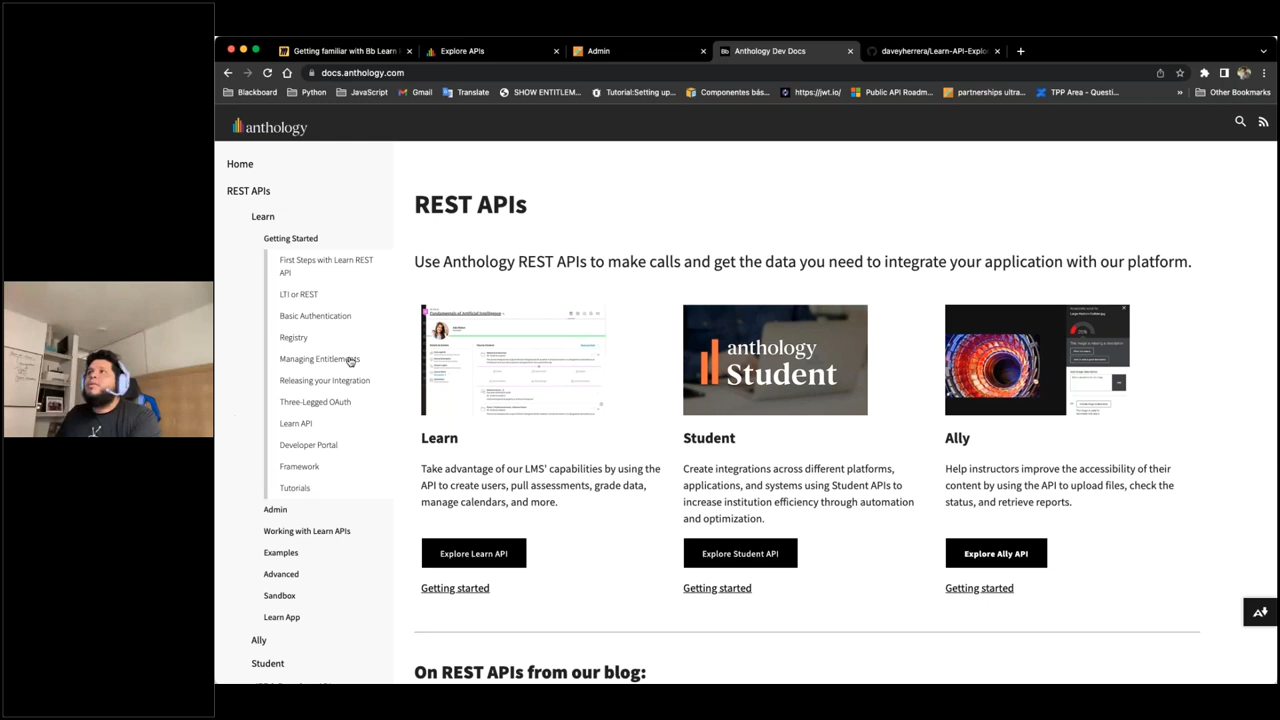 Getting familiar with Bb Learn
Explore APIs
Admin
Anthology Dev Docs
daveyherrera/Learn-API-Explo
docs.anthology.com
Blackboard
Python
JavaScript
Gmail
Translate
SHOW ENTITLEM...
Tutorial:Setting up...
Componentes bás...
https://jwt.io/
Public API Roadm...
partnerships ultra...
TPP Area - Questi...
»
Other Bookmarks
anthology
Home
REST APIs
Learn
Getting Started
First Steps with Learn REST
API
LTI or REST
Basic Authentication
Registry
Managing Entitlements
Releasing your Integration
Three-Legged OAuth
Learn API
Developer Portal
Framework
Tutorials
Admin
Working with Learn APIs
Examples
Advanced
Sandbox
Learn App
Ally
Student
REST APIs
Use Anthology REST APIs to make calls and get the data you need to integrate your application with our platform.
anthology
Student
Learn
Take advantage of our LMS' capabilities by using the
API to create users, pull assessments, grade data,
manage calendars, and more.
Explore Learn API
Getting started
Student
Create integrations across different platforms,
applications, and systems using Student APIs to
increase institution efficiency through automation
and optimization.
Explore Student API
Getting started
Ally
Help instructors improve the accessibility of their
content by using the API to upload files, check the
status, and retrieve reports.
Explore Ally API
Getting started
On REST APIs from our blog: